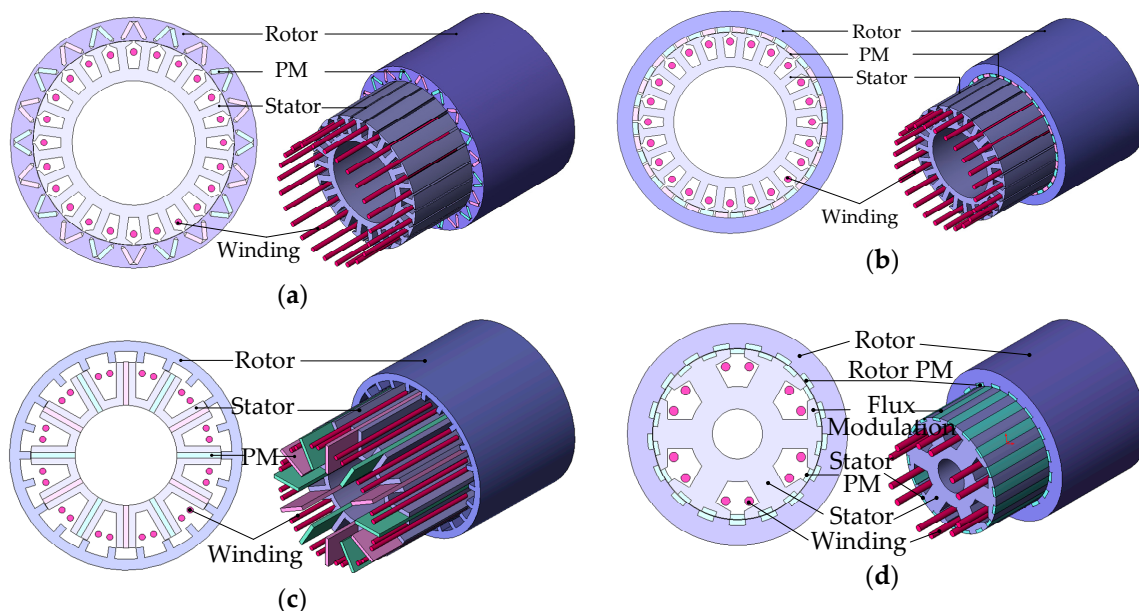 Rotor
PM
Stator
Winding
(a)
Rotor
PM
Stator
Winding
(b)
Rotor
Stator
PM
Winding
(c)
Rotor
Rotor PM
Flux
Modulation
Stator
PM
Stator
Winding
(d)